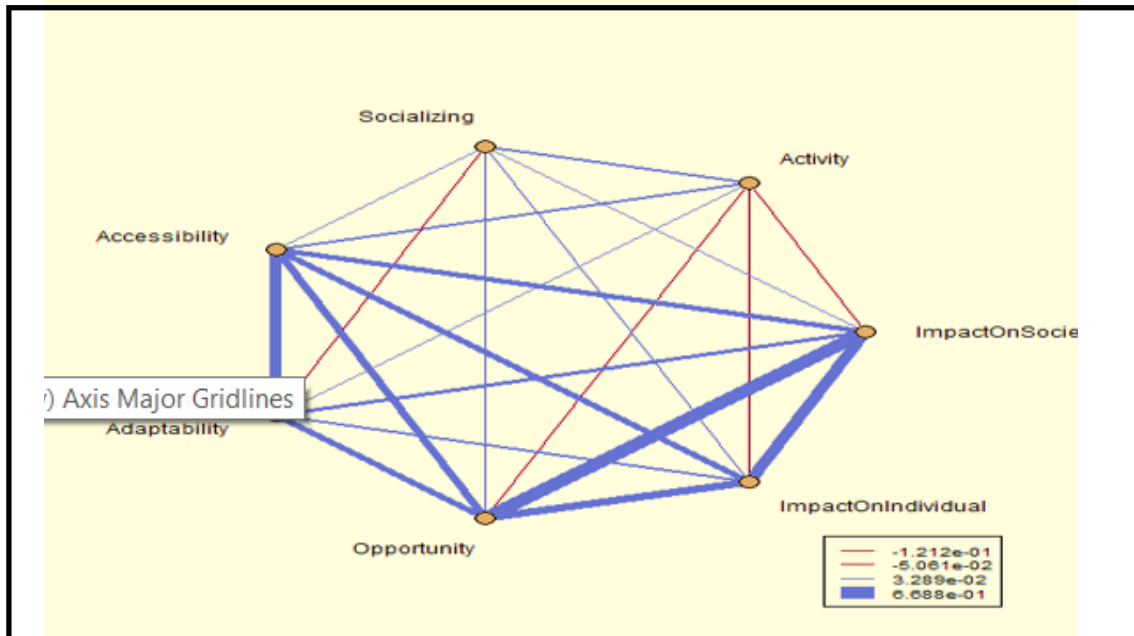 Socializing
Activity
Accessibility
ImpactOnSocie
) Axis Major Gridlines
Adaptability
ImpactOnIndividual
Opportunity
-1.212e-01
-5.061e-02
3.289e-02
6.688e-01